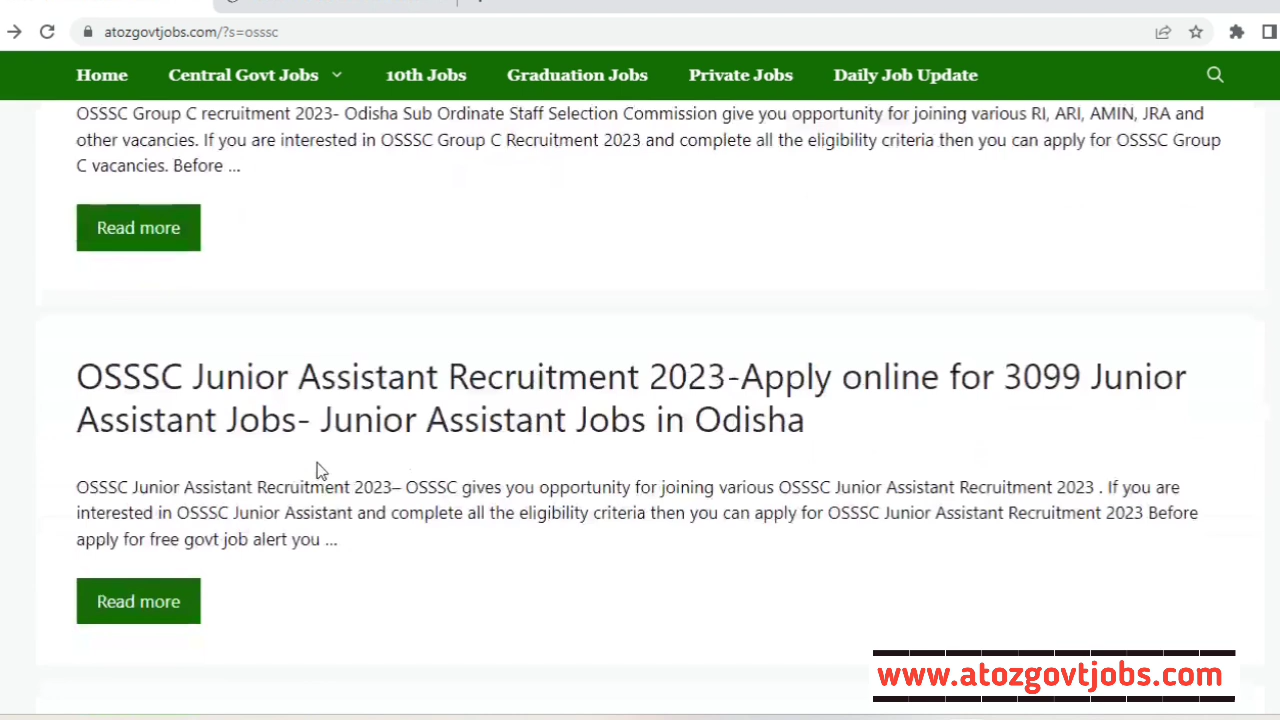 atozgovtjobs.com/?s=osssc
Home Central Govt Jobs 10th Jobs Graduation Jobs Private Jobs Daily Job Update
OSSSC Group C recruitment 2023- Odisha Sub Ordinate Staff Selection Commission give you opportunity for joining various RI, ARI, AMIN, JRA and
other vacancies. If you are interested in OSSSC Group C Recruitment 2023 and complete all the eligibility criteria then you can apply for OSSSC Group
C vacancies. Before ...
Read more
OSSSC Junior Assistant Recruitment 2023-Apply online for 3099 Junior
Assistant Jobs- Junior Assistant Jobs in Odisha
OSSSC Junior Assistant Recruitment 2023– OSSSC gives you opportunity for joining various OSSSC Junior Assistant Recruitment 2023 . If you are
interested in OSSSC Junior Assistant and complete all the eligibility criteria then you can apply for OSSSC Junior Assistant Recruitment 2023 Before
apply for free govt job alert you ...
Read more
www.atozgovtjobs.com